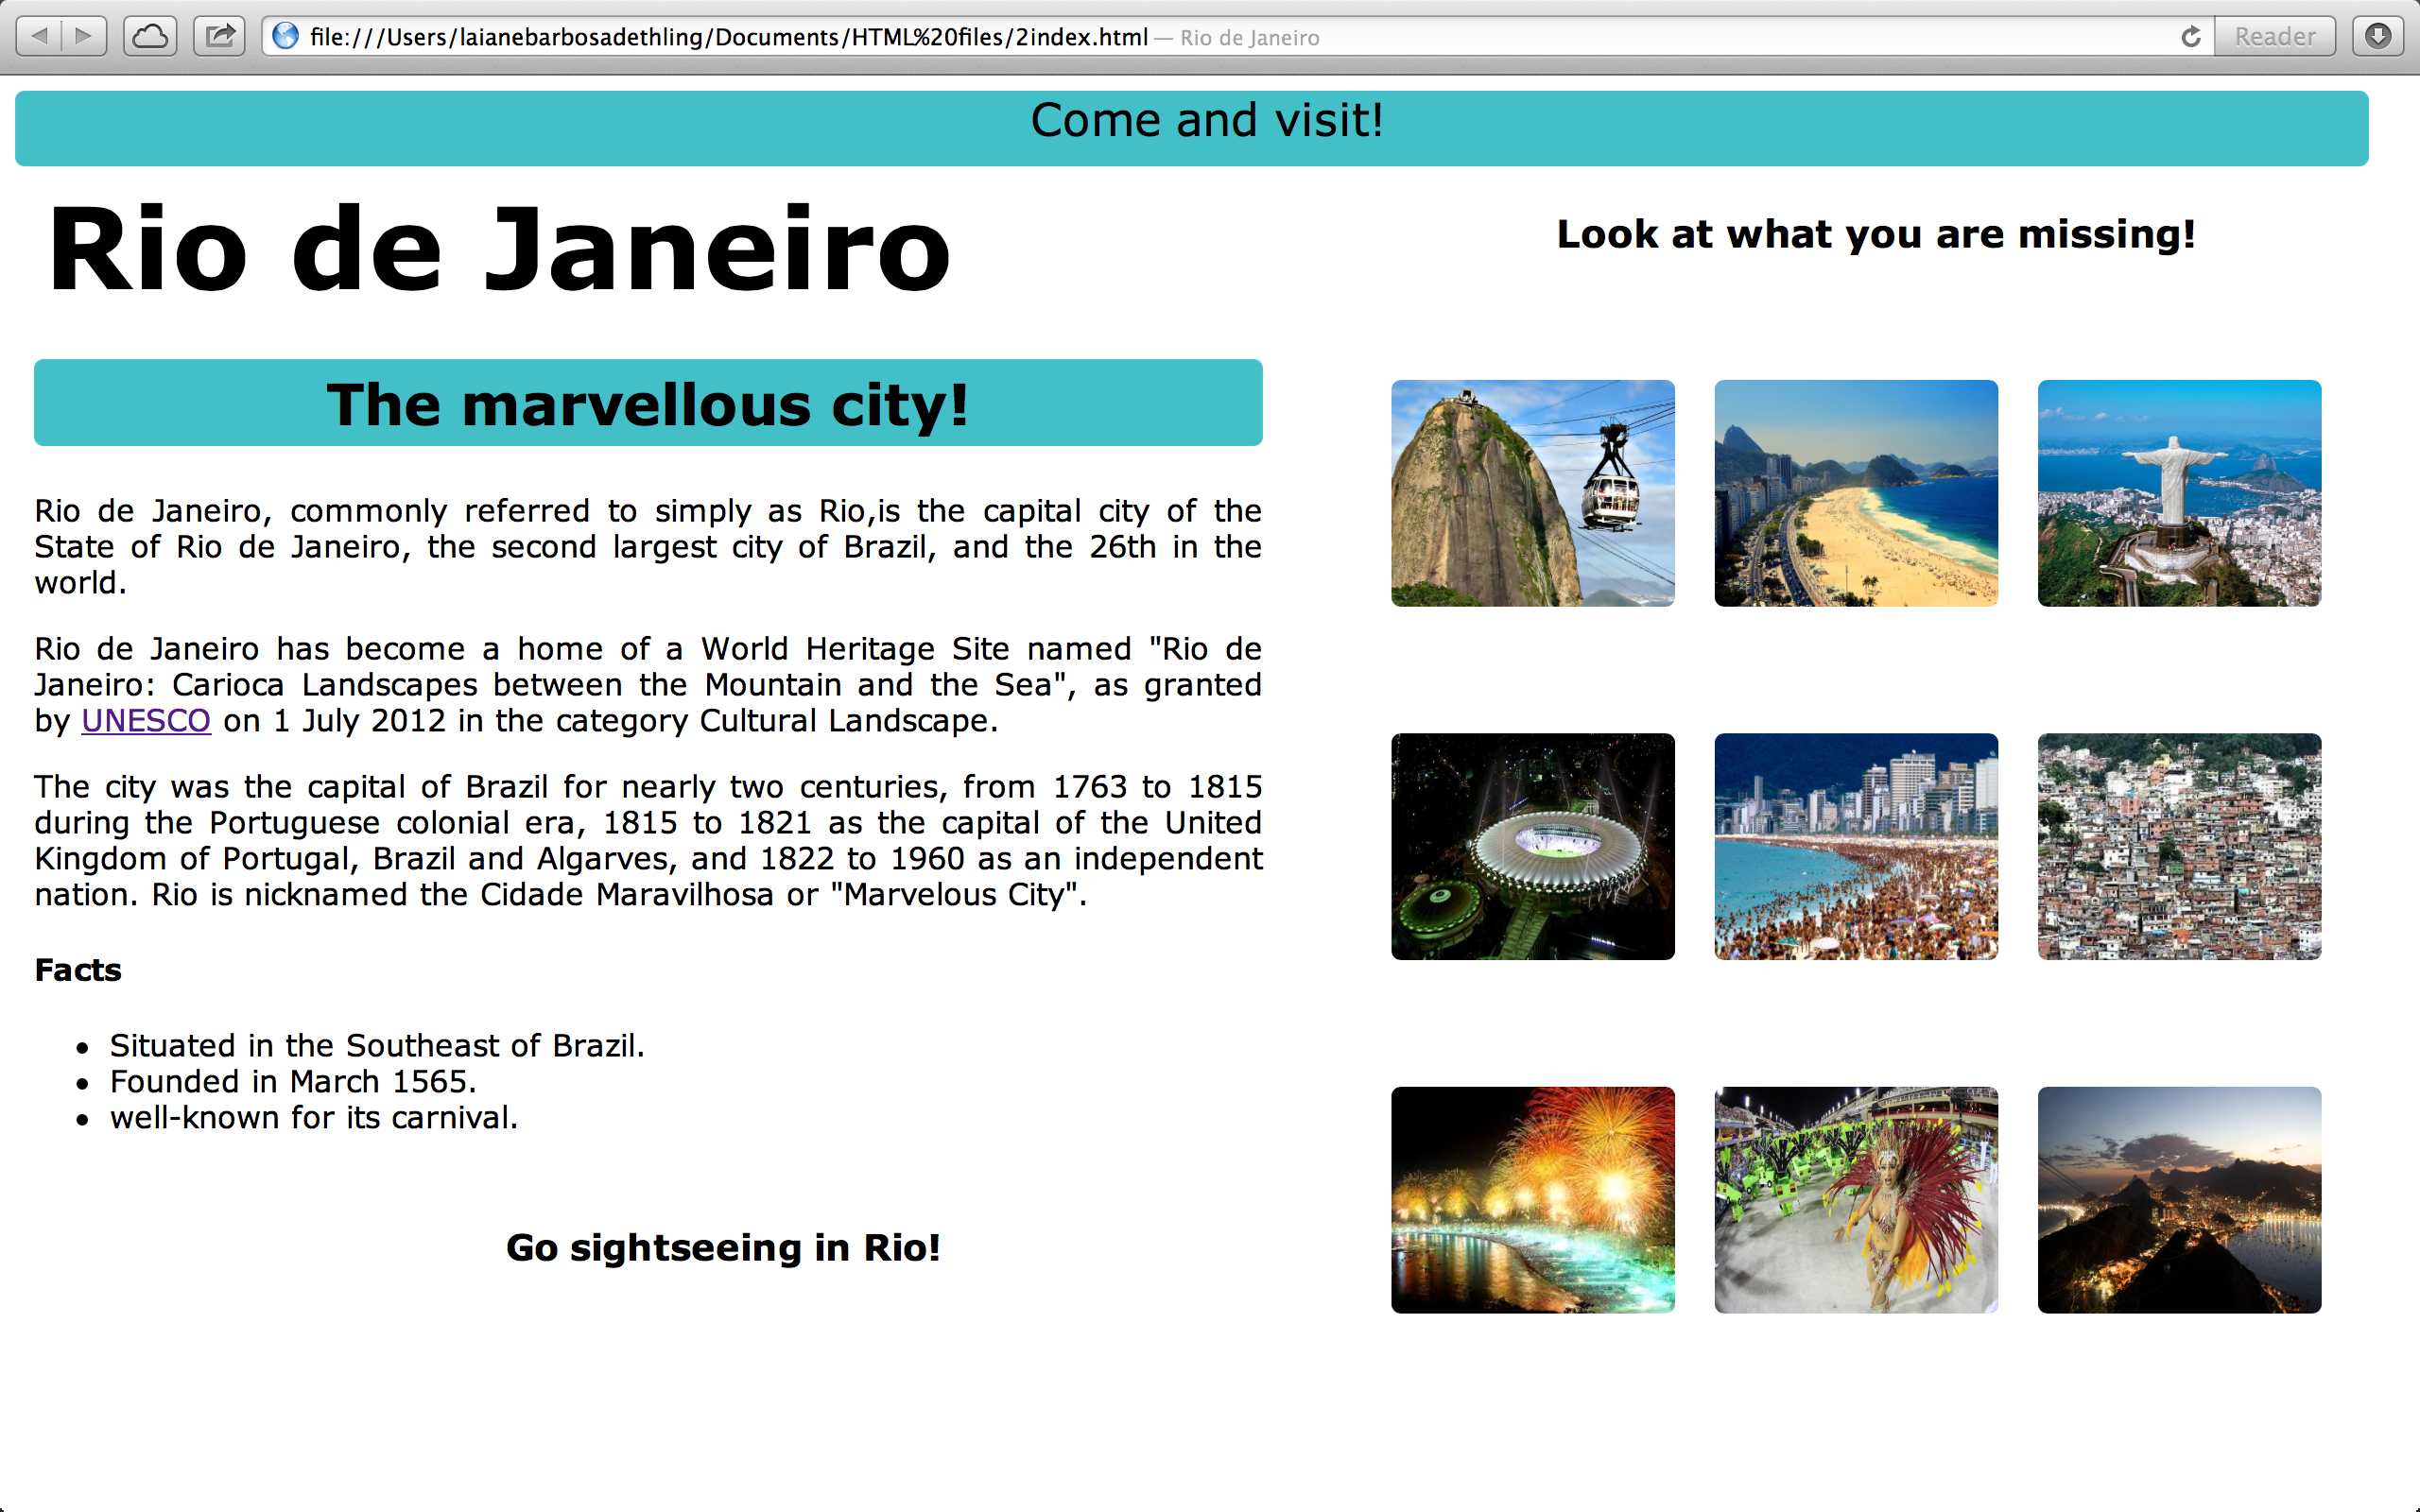 file:///Users/laianebarbosadethling/Documents/HTML%20files/2index.html — Rio de Janeiro
Reader
Come and visit!
Rio de Janeiro
The marvellous city!
Rio de Janeiro, commonly referred to simply as Rio,is the capital city of the
State of Rio de Janeiro, the second largest city of Brazil, and the 26th in the
world.
Rio de Janeiro has become a home of a World Heritage Site named "Rio de
Janeiro: Carioca Landscapes between the Mountain and the Sea", as granted
by UNESCO on 1 July 2012 in the category Cultural Landscape.
The city was the capital of Brazil for nearly two centuries, from 1763 to 1815
during the Portuguese colonial era, 1815 to 1821 as the capital of the United
Kingdom of Portugal, Brazil and Algarves, and 1822 to 1960 as an independent
nation. Rio is nicknamed the Cidade Maravilhosa or "Marvelous City".
Facts
• Situated in the Southeast of Brazil.
• Founded in March 1565.
• well-known for its carnival.
Go sightseeing in Rio!
Look at what you are missing!